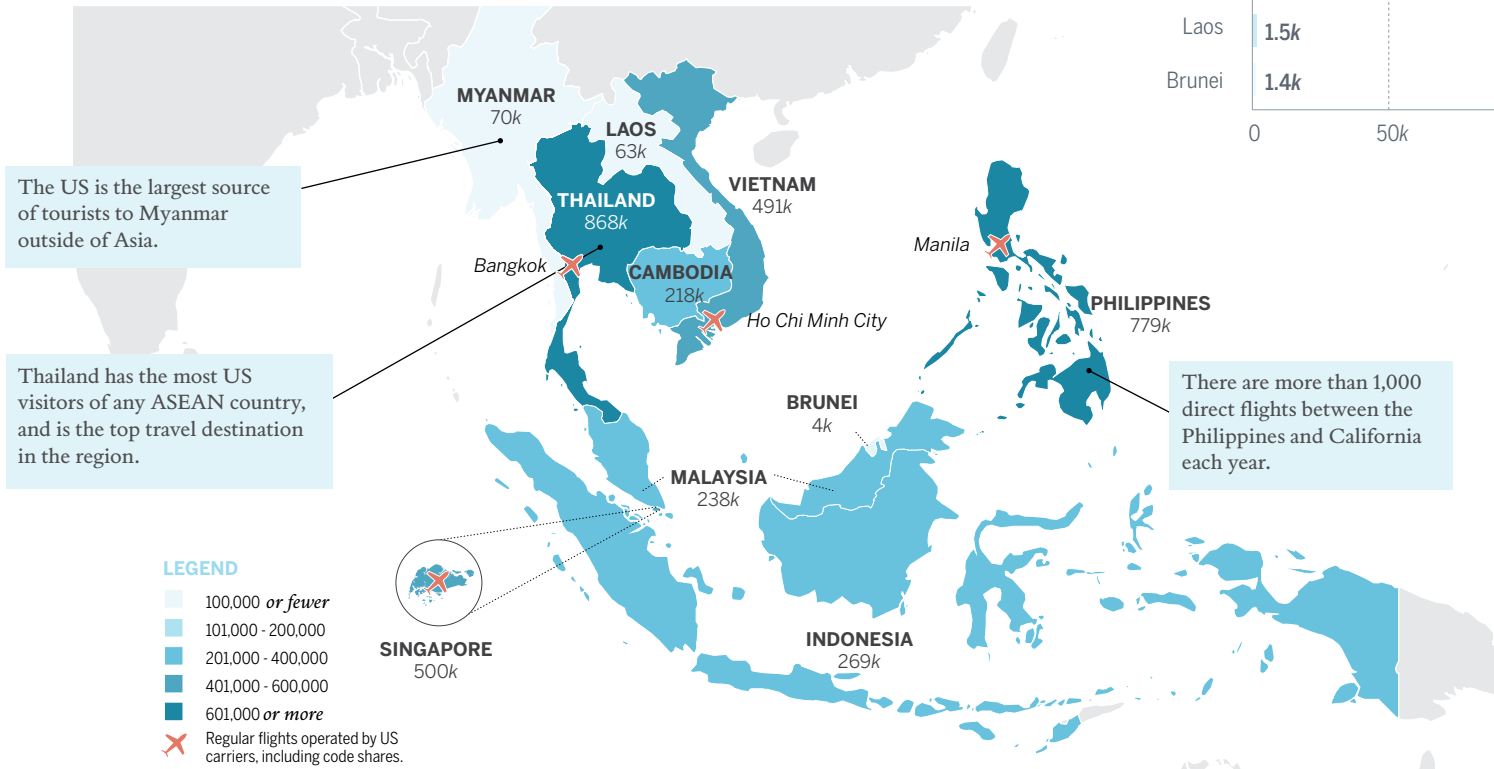 Laos 1.5k
Brunei 1.4k
0 50k
MYANMAR
70k
LAOS
63k
The US is the largest source
of tourists to Myanmar
outside of Asia.
VIETNAM
491k
THAILAND
868k
Manila
Bangkok
CAMBODIA
218k
PHILIPPINES
779k
Ho Chi Minh City
Thailand has the most US
visitors of any ASEAN country,
and is the top travel destination
in the region.
There are more than 1,000
direct flights between the
Philippines and California
each year.
BRUNEI
4k
MALAYSIA
238k
LEGEND
100,000 or fewer
101,000 - 200,000
201,000 - 400,000
401,000 - 600,000
601,000 or more
Regular flights operated by US
carriers, including code shares.
SINGAPORE
500k
INDONESIA
269k